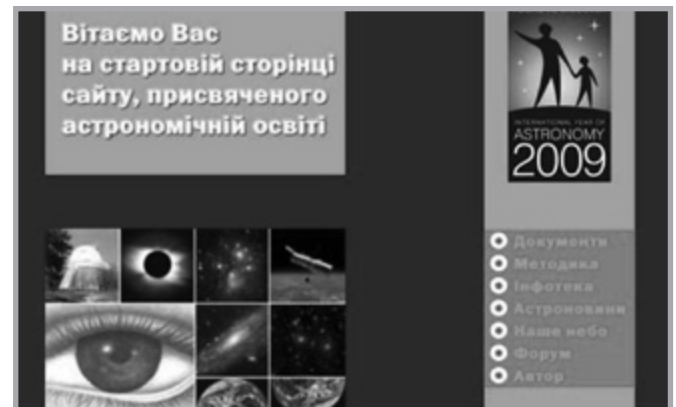 Вітаємо Вас
на стартовій сторінці
сайту, присвяченого
астрономічній освіті
INTERNATIONAL YEAR OF
ASTRONOMY
2009
Документи
Методика
Інфотека
Астроновини
Наше небо
Форум
Автор